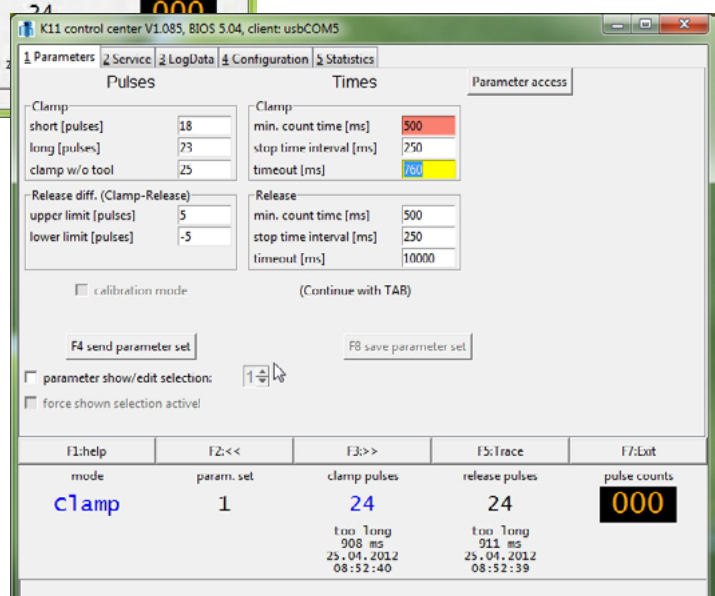 24
000
K11 control center V1.085, BIOS 5.04, client: usbCOM5
1 Parameters 2 Service 3 LogData 4 Configuration 5 Statistics
Pulses Times Parameter access
Clamp Clamp
short [pulses] 18 min. count time [ms] 500
long [pulses] 23 stop time interval [ms] 250
clamp w/o tool 25 timeout [ms] 760
Release diff. (Clamp-Release) Release
upper limit [pulses] 5 min. count time [ms] 500
lower limit [pulses] -5 stop time interval [ms] 250
timeout [ms] 10000
calibration mode (Continue with TAB)
F4 send parameter set F8 save parameter set
parameter show/edit selection: 1
force shown selection active!
F1:help F2:<< F3:>> F5:Trace F7:Exit
mode param. set clamp pulses release pulses pulse counts
Clamp 1 24 24 000
too long too long
908 ms 911 ms
25.04.2012 25.04.2012
08:52:40 08:52:39